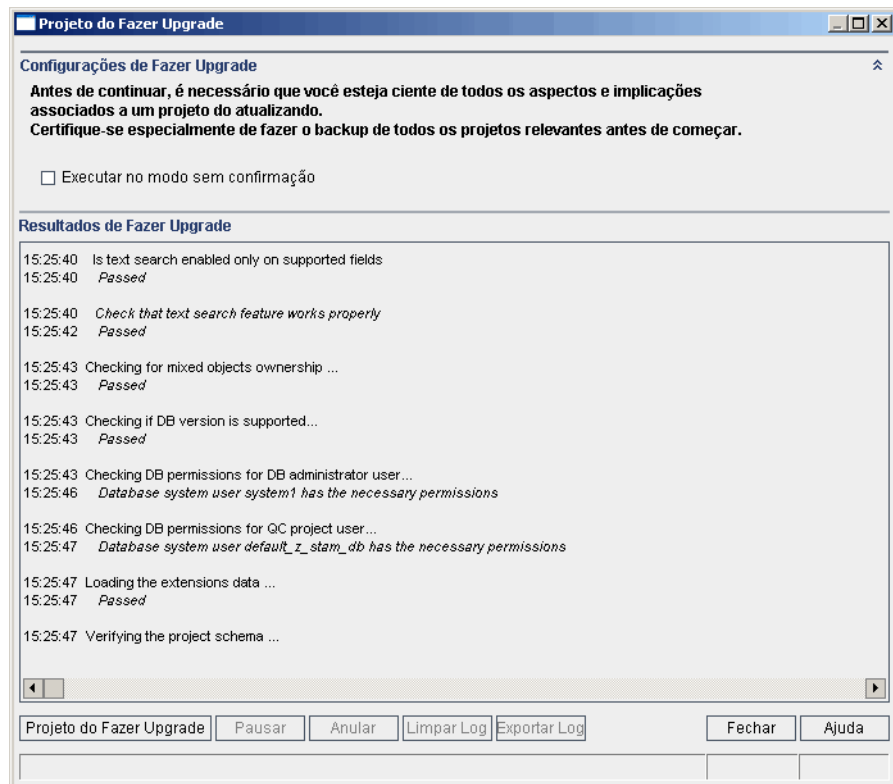 Projeto do Fazer Upgrade
Configurações de Fazer Upgrade
Antes de continuar, é necessário que você esteja ciente de todos os aspectos e implicações
associados a um projeto do atualizando.
Certifique-se especialmente de fazer o backup de todos os projetos relevantes antes de começar.
Executar no modo sem confirmação
Resultados de Fazer Upgrade
15:25:40 Is text search enabled only on supported fields
15:25:40 Passed
15:25:40 Check that text search feature works properly
15:25:42 Passed
15:25:43 Checking for mixed objects ownership ...
15:25:43 Passed
15:25:43 Checking if DB version is supported...
15:25:43 Passed
15:25:43 Checking DB permissions for DB administrator user...
15:25:46 Database system user system1 has the necessary permissions
15:25:46 Checking DB permissions for QC project user...
15:25:47 Database system user default_z_stam_db has the necessary permissions
15:25:47 Loading the extensions data ...
15:25:47 Passed
15:25:47 Verifying the project schema ...
Projeto do Fazer Upgrade Pausar Anular Limpar Log Exportar Log Fechar Ajuda